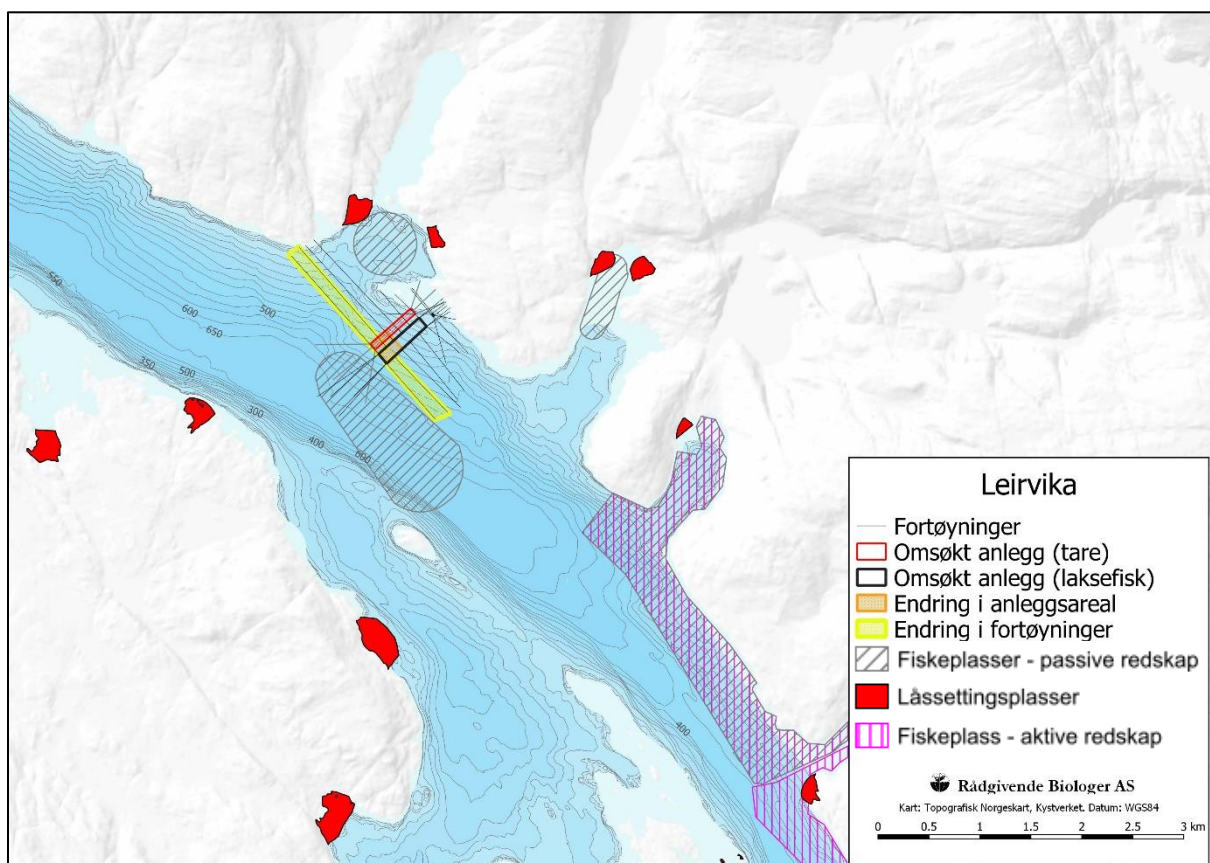 550
600
650
500
350
500
300
400
600
400
Leirvika
Fortøyninger
Omsøkt anlegg (tare)
Omsøkt anlegg (laksefisk)
Endring i anleggsareal
Endring i fortøyninger
Fiskeplasser - passive redskap
Låssettingsplasser
Fiskeplass - aktive redskap
Rådgivende Biologer AS
Kart: Topografisk Norgeskart, Kystverket. Datum: WGS84
0 0.5 1 1.5 2 2.5 3 km